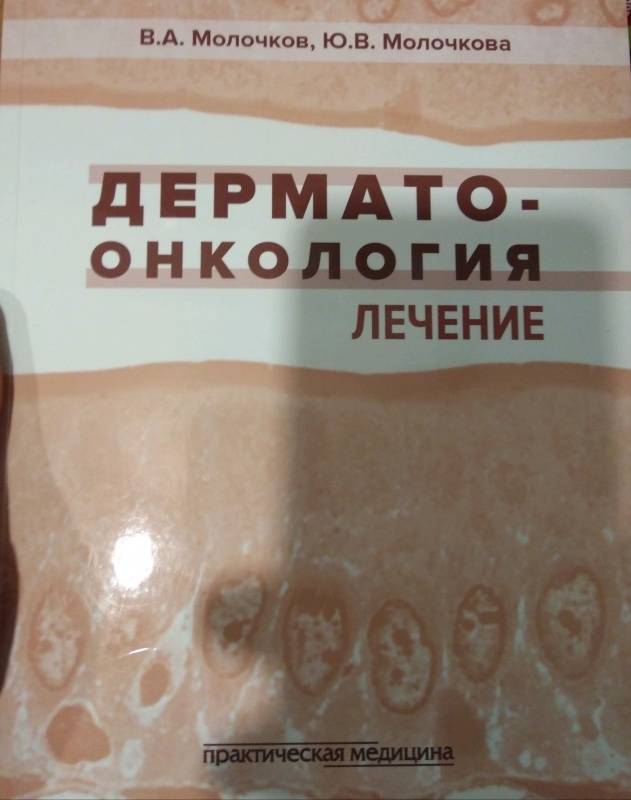 В.А. Молочков, Ю.В. Молочкова
ДЕРМАТО-
ОНКОЛОГИЯ
ЛЕЧЕНИЕ
практическая медицина